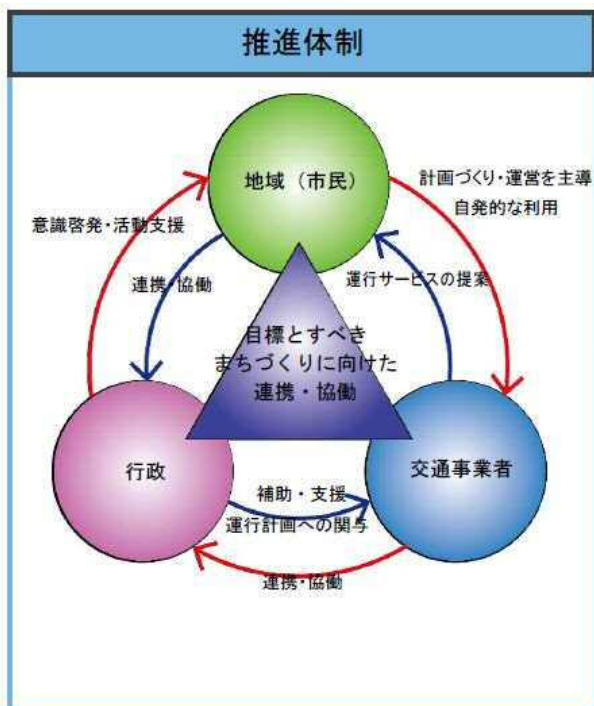 推進体制
地域（市民）
計画づくり・運営を主導
自発的な利用
意識啓発・活動支援
連携・協働
運行サービスの提案
目標とすべき
まちづくりに向けた
連携・協働
行政
交通事業者
補助・支援
運行計画への関与
連携・協働